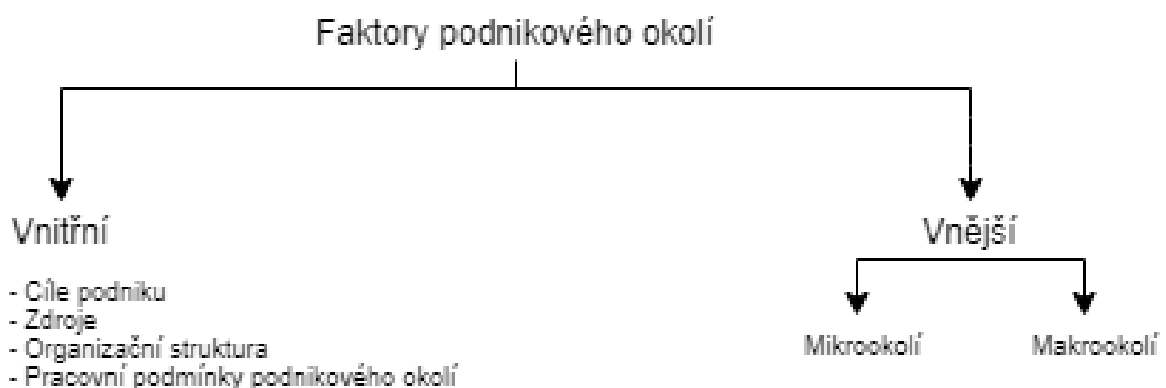 Faktory podnikového okolí
Vnitřní
Vnější
- Cíle podniku
- Zdroje
- Organizační struktura
- Pracovní podmínky podnikového okolí
Mikrookolí
Makrookolí